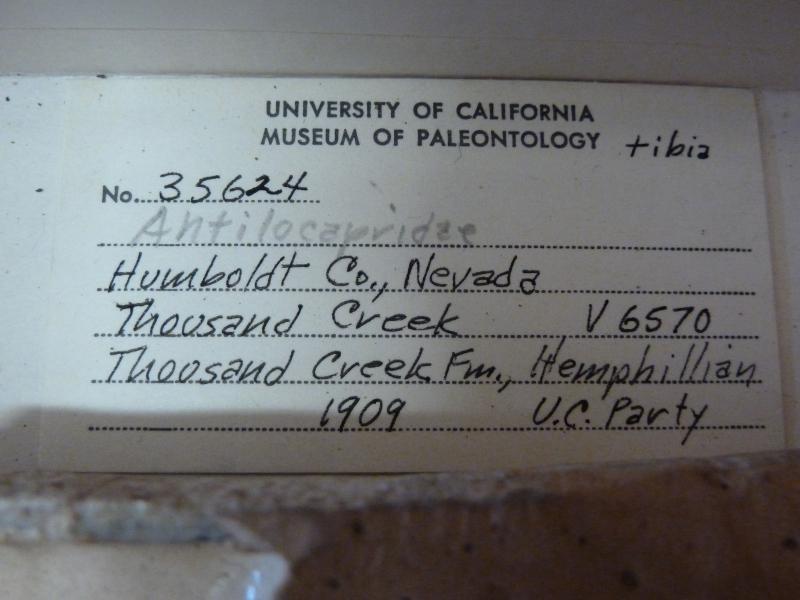 UNIVERSITY OF CALIFORNIA
MUSEUM OF PALEONTOLOGY tibia
No. 35624
Antilocapridae
Humboldt Co., Nevada
Thousand Creek V6570
Thousand Creek Fm., Hemphillian
1909 U.C. Party